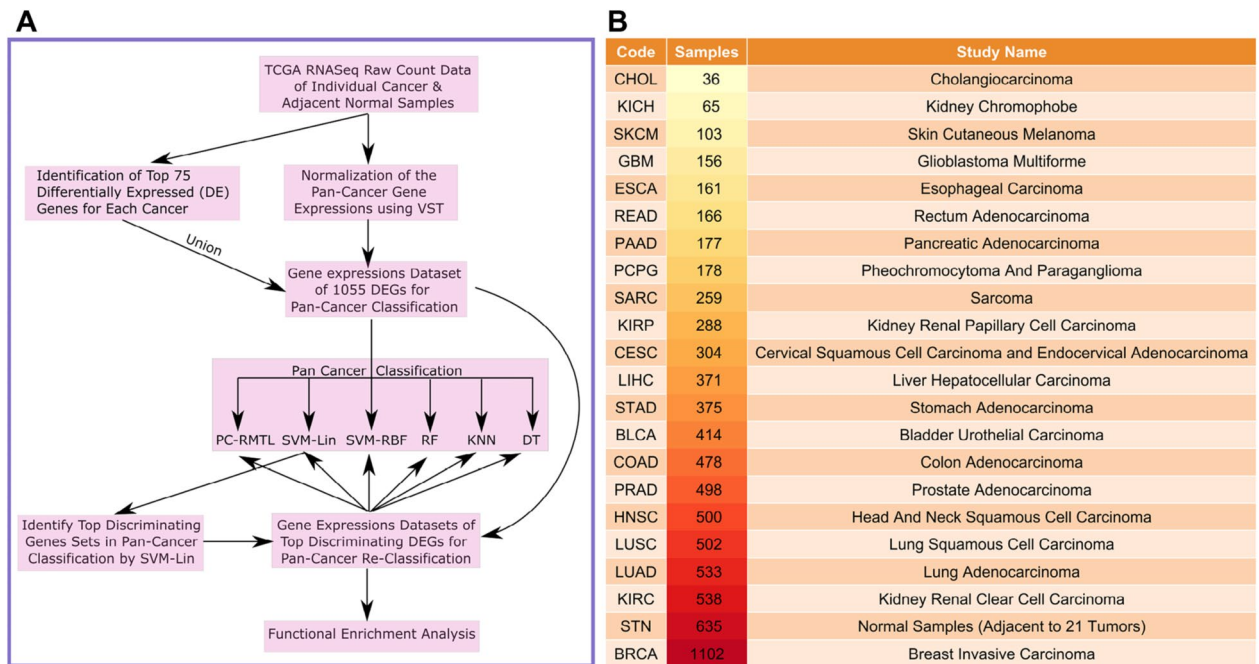 A
TCGA RNASeq Raw Count Data
of Individual Cancer &
Adjacent Normal Samples
Identification of Top 75
Differentially Expressed (DE)
Genes for Each Cancer
Normalization of the
Pan-Cancer Gene
Expressions using VST
Union
Gene expressions Dataset
of 1055 DEGs for
Pan-Cancer Classification
Pan Cancer Classification
PC-RMTL SVM-Lin SVM-RBF RF KNN DT
Identify Top Discriminating
Genes Sets in Pan-Cancer
Classification by SVM-Lin
Gene Expressions Datasets of
Top Discriminating DEGs for
Pan-Cancer Re-Classification
Functional Enrichment Analysis
B
Code Samples Study Name
CHOL 36 Cholangiocarcinoma
KICH 65 Kidney Chromophobe
SKCM 103 Skin Cutaneous Melanoma
GBM 156 Glioblastoma Multiforme
ESCA 161 Esophageal Carcinoma
READ 166 Rectum Adenocarcinoma
PAAD 177 Pancreatic Adenocarcinoma
PCPG 178 Pheochromocytoma And Paraganglioma
SARC 259 Sarcoma
KIRP 288 Kidney Renal Papillary Cell Carcinoma
CESC 304 Cervical Squamous Cell Carcinoma and Endocervical Adenocarcinoma
LIHC 371 Liver Hepatocellular Carcinoma
STAD 375 Stomach Adenocarcinoma
BLCA 414 Bladder Urothelial Carcinoma
COAD 478 Colon Adenocarcinoma
PRAD 498 Prostate Adenocarcinoma
HNSC 500 Head And Neck Squamous Cell Carcinoma
LUSC 502 Lung Squamous Cell Carcinoma
LUAD 533 Lung Adenocarcinoma
KIRC 538 Kidney Renal Clear Cell Carcinoma
STN 635 Normal Samples (Adjacent to 21 Tumors)
BRCA 1102 Breast Invasive Carcinoma